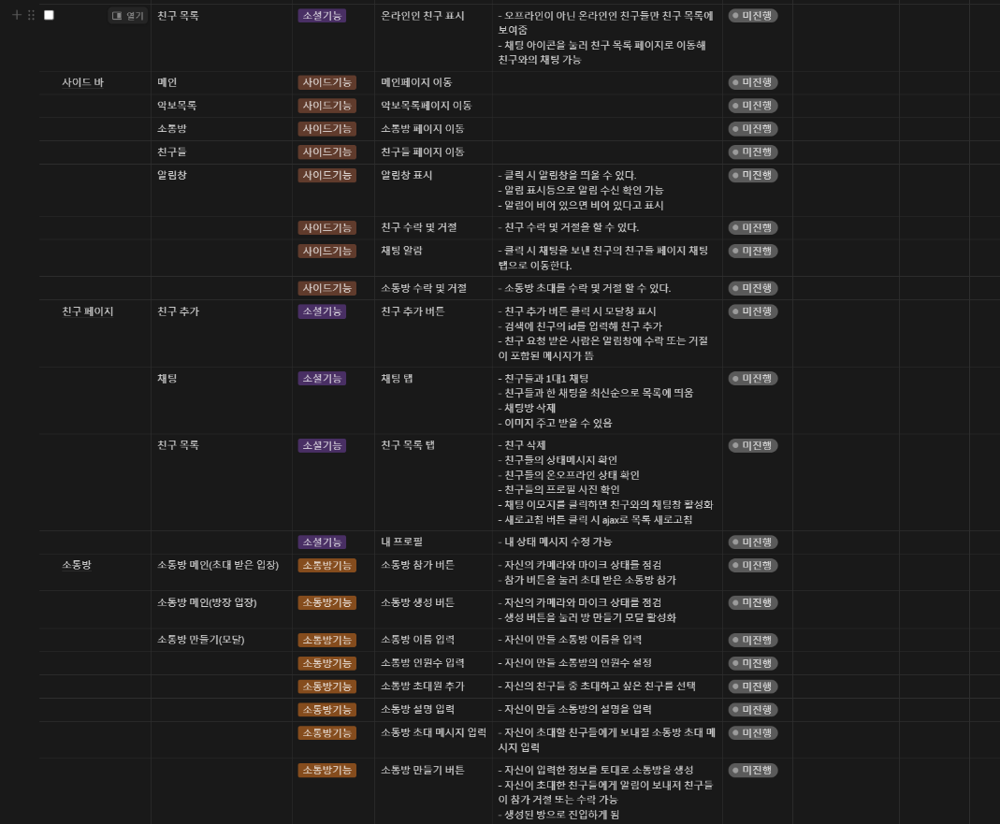 열기
친구 목록
소셜기능
온라인인 친구 표시
- 오프라인이 아닌 온라인인 친구들만 친구 목록에
보여줌
- 채팅 아이콘을 눌러 친구 목록 페이지로 이동해
친구와의 채팅 가능
미진행
사이드 바
메인
사이드기능
메인페이지 이동
미진행
악보목록
사이드기능
악보목록페이지 이동
미진행
소통방
사이드기능
소통방 페이지 이동
미진행
친구들
사이드기능
친구들 페이지 이동
미진행
알림창
사이드기능
알림창 표시
- 클릭 시 알림창을 띄울 수 있다.
- 알림 표시등으로 알림 수신 확인 가능
- 알림이 비어 있으면 비어 있다고 표시
미진행
사이드기능
친구 수락 및 거절
- 친구 수락 및 거절을 할 수 있다.
미진행
사이드기능
채팅 알람
- 클릭 시 채팅을 보낸 친구의 친구들 페이지 채팅
탭으로 이동한다.
미진행
사이드기능
소통방 수락 및 거절
- 소통방 초대를 수락 및 거절 할 수 있다.
미진행
친구 페이지
친구 추가
소셜기능
친구 추가 버튼
- 친구 추가 버튼 클릭 시 모달창 표시
- 검색에 친구의 id를 입력해 친구 추가
- 친구 요청 받은 사람은 알림창에 수락 또는 거절
이 포함된 메시지가 뜸
미진행
채팅
소셜기능
채팅 탭
- 친구들과 1대1 채팅
- 친구들과 한 채팅을 최신순으로 목록에 띄움
- 채팅방 삭제
- 이미지 주고 받을 수 있음
미진행
친구 목록
소셜기능
친구 목록 탭
- 친구 삭제
- 친구들의 상태메시지 확인
- 친구들의 온오프라인 상태 확인
- 친구들의 프로필 사진 확인
- 채팅 이모지를 클릭하면 친구와의 채팅창 활성화
- 새로고침 버튼 클릭 시 ajax로 목록 새로고침
미진행
소셜기능
내 프로필
- 내 상태 메시지 수정 가능
미진행
소통방
소통방 메인(초대 받은 입장)
소통방기능
소통방 참가 버튼
- 자신의 카메라와 마이크 상태를 점검
- 참가 버튼을 눌러 초대 받은 소통방 참가
미진행
소통방 메인(방장 입장)
소통방기능
소통방 생성 버튼
- 자신의 카메라와 마이크 상태를 점검
- 생성 버튼을 눌러 방 만들기 모달 활성화
미진행
소통방 만들기(모달)
소통방기능
소통방 이름 입력
- 자신이 만들 소통방 이름을 입력
미진행
소통방기능
소통방 인원수 입력
- 자신이 만들 소통방의 인원수 설정
미진행
소통방기능
소통방 초대원 추가
- 자신의 친구들 중 초대하고 싶은 친구를 선택
미진행
소통방기능
소통방 설명 입력
- 자신이 만들 소통방의 설명을 입력
미진행
소통방기능
소통방 초대 메시지 입력
- 자신이 초대할 친구들에게 보내질 소통방 초대 메
시지 입력
미진행
소통방기능
소통방 만들기 버튼
- 자신이 입력한 정보를 토대로 소통방을 생성
- 자신이 초대한 친구들에게 알림이 보내져 친구들
이 참가 거절 또는 수락 가능
- 생성된 방으로 진입하게 됨
미진행